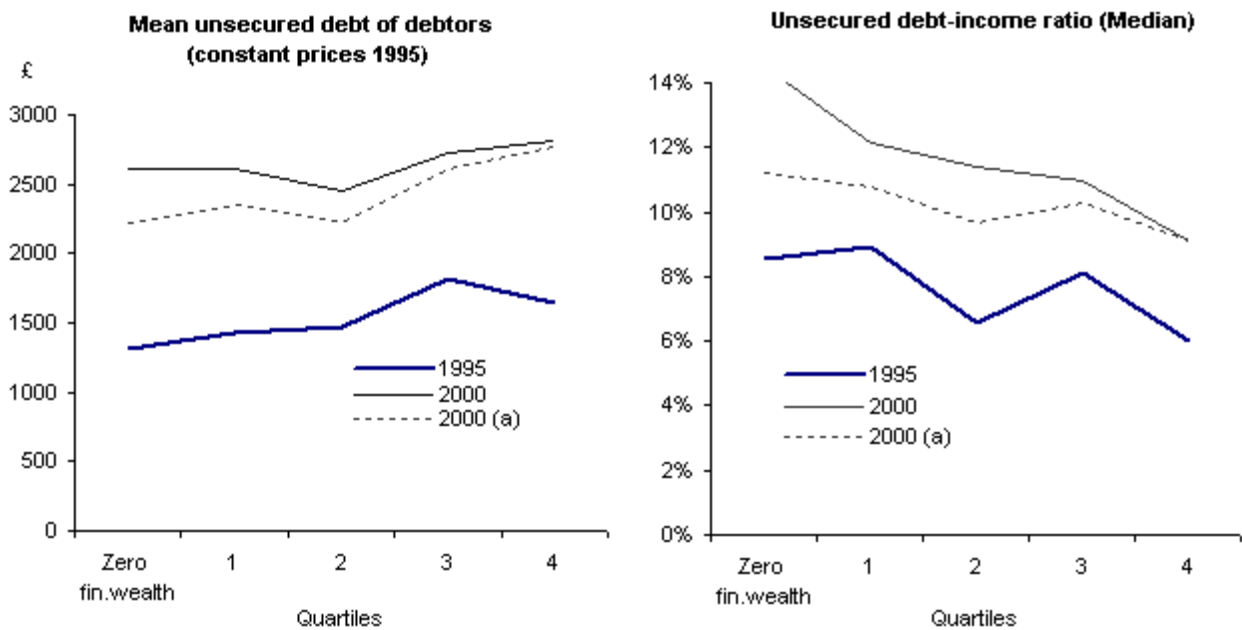 Mean unsecured debt of debtors
(constant prices 1995)
£
3000
2500
2000
1500
1000
500
0
1995
2000
2000 (a)
Zero 1 2 3 4
fin.wealth
Quartiles
Unsecured debt-income ratio (Median)
14%
12%
10%
8%
6%
4%
2%
0%
1995
2000
2000 (a)
Zero 1 2 3 4
fin.wealth
Quartiles